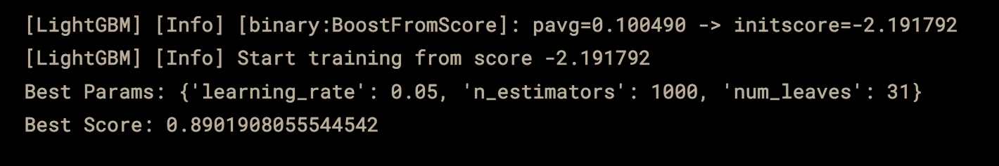 [LightGBM] [Info] [binary:BoostFromScore]: pavg=0.100490 -> initscore=-2.191792
[LightGBM] [Info] Start training from score -2.191792
Best Params: {'learning_rate': 0.05, 'n_estimators': 1000, 'num_leaves': 31}
Best Score: 0.8901908055544542